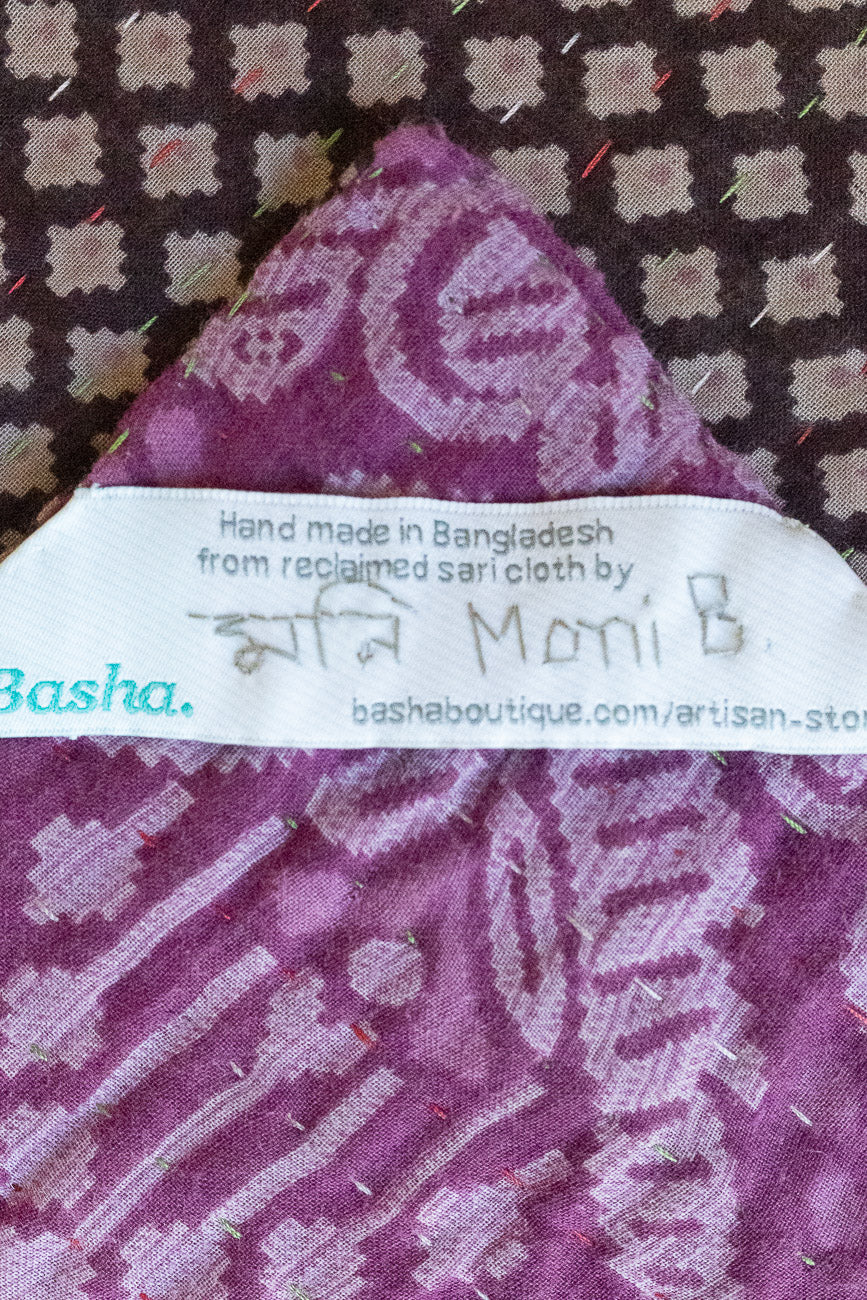 Hand made in Bangladesh
from reclaimed sari cloth by
মনি Moni B.
Basha.
bashaboutique.com/artisan-stor